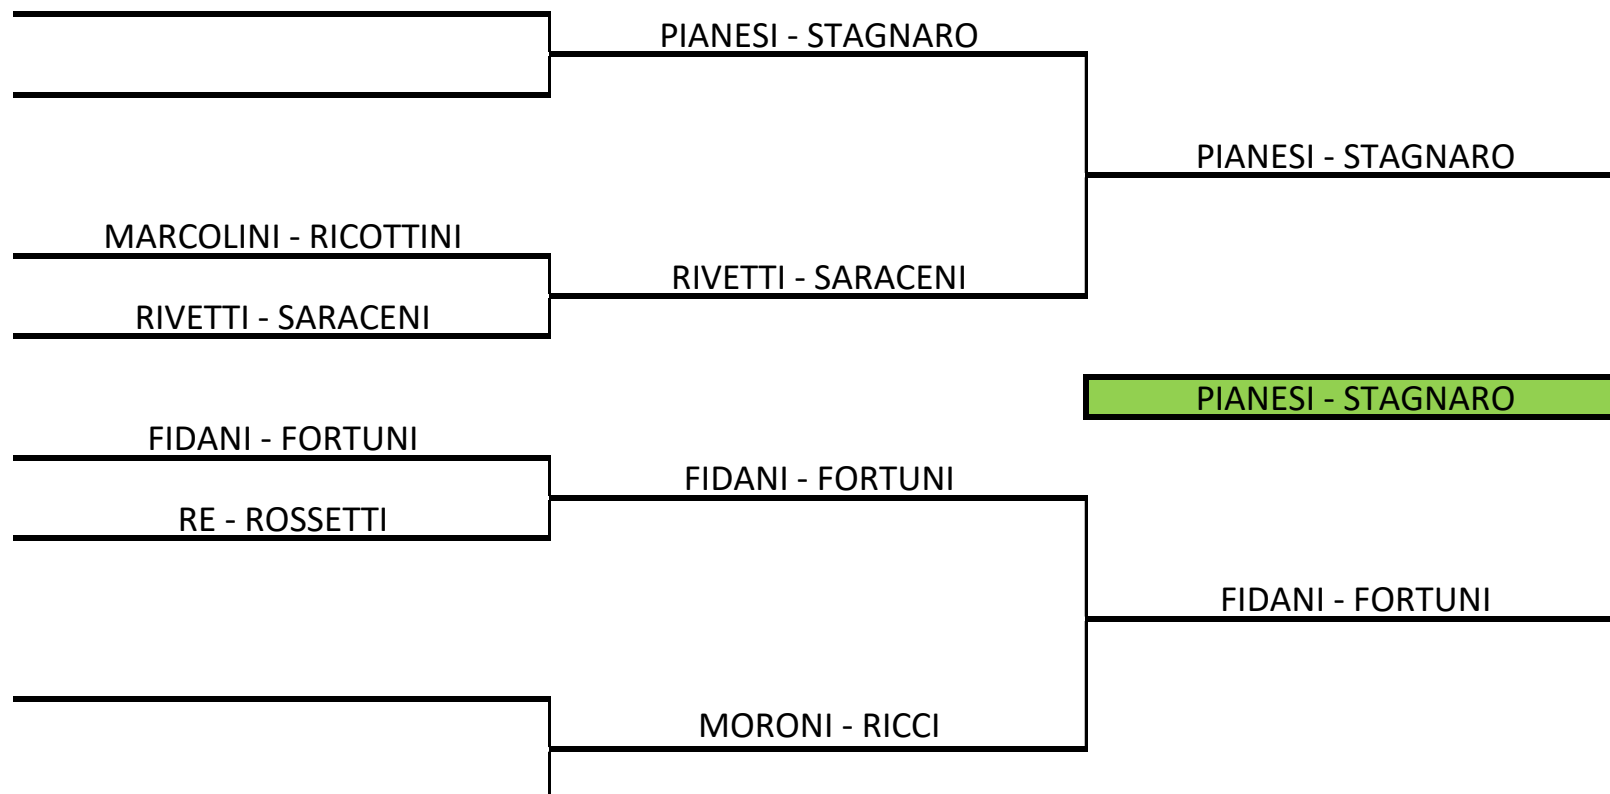 PIANESI - STAGNARO
PIANESI - STAGNARO
MARCOLINI - RICOTTINI
RIVETTI - SARACENI
RIVETTI - SARACENI
PIANESI - STAGNARO
FIDANI - FORTUNI
FIDANI - FORTUNI
RE - ROSSETTI
FIDANI - FORTUNI
MORONI - RICCI